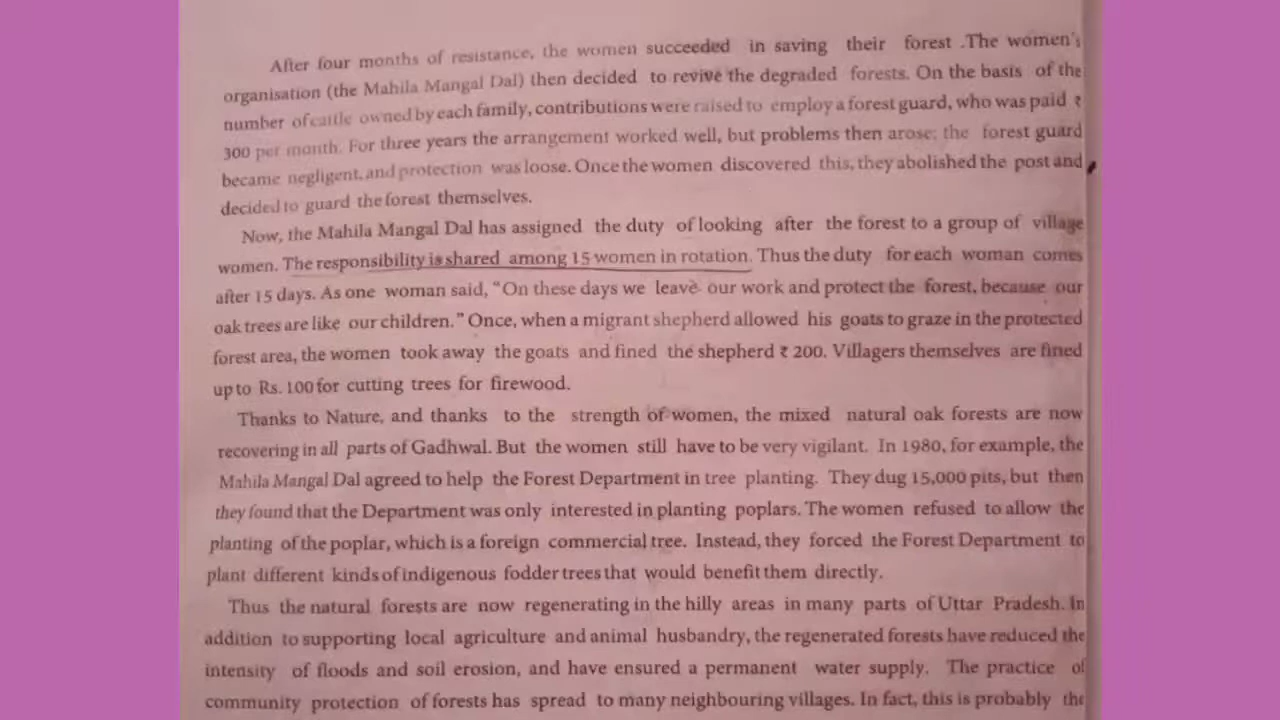 After four months of resistance, the women succeeded in saving their forest .The women's
organisation (the Mahila Mangal Dal) then decided to revive the degraded forests. On the basis of the
number of cattle owned by each family, contributions were raised to employ a forest guard, who was paid ₹
300 per month. For three years the arrangement worked well, but problems then arose; the forest guard
became negligent, and protection was loose. Once the women discovered this, they abolished the post and
decided to guard the forest themselves.
Now, the Mahila Mangal Dal has assigned the duty of looking after the forest to a group of village
women. The responsibility is shared among 15 women in rotation. Thus the duty for each woman comes
after 15 days. As one woman said, "On these days we leave our work and protect the forest, because our
oak trees are like our children." Once, when a migrant shepherd allowed his goats to graze in the protected
forest area, the women took away the goats and fined the shepherd ₹ 200. Villagers themselves are fined
up to Rs. 100 for cutting trees for firewood.
Thanks to Nature, and thanks to the strength of women, the mixed natural oak forests are now
recovering in all parts of Gadhwal. But the women still have to be very vigilant. In 1980, for example, the
Mahila Mangal Dal agreed to help the Forest Department in tree planting. They dug 15,000 pits, but then
they found that the Department was only interested in planting poplars. The women refused to allow the
planting of the poplar, which is a foreign commercial tree. Instead, they forced the Forest Department to
plant different kinds of indigenous fodder trees that would benefit them directly.
Thus the natural forests are now regenerating in the hilly areas in many parts of Uttar Pradesh. In
addition to supporting local agriculture and animal husbandry, the regenerated forests have reduced the
intensity of floods and soil erosion, and have ensured a permanent water supply. The practice of
community protection of forests has spread to many neighbouring villages. In fact, this is probably the